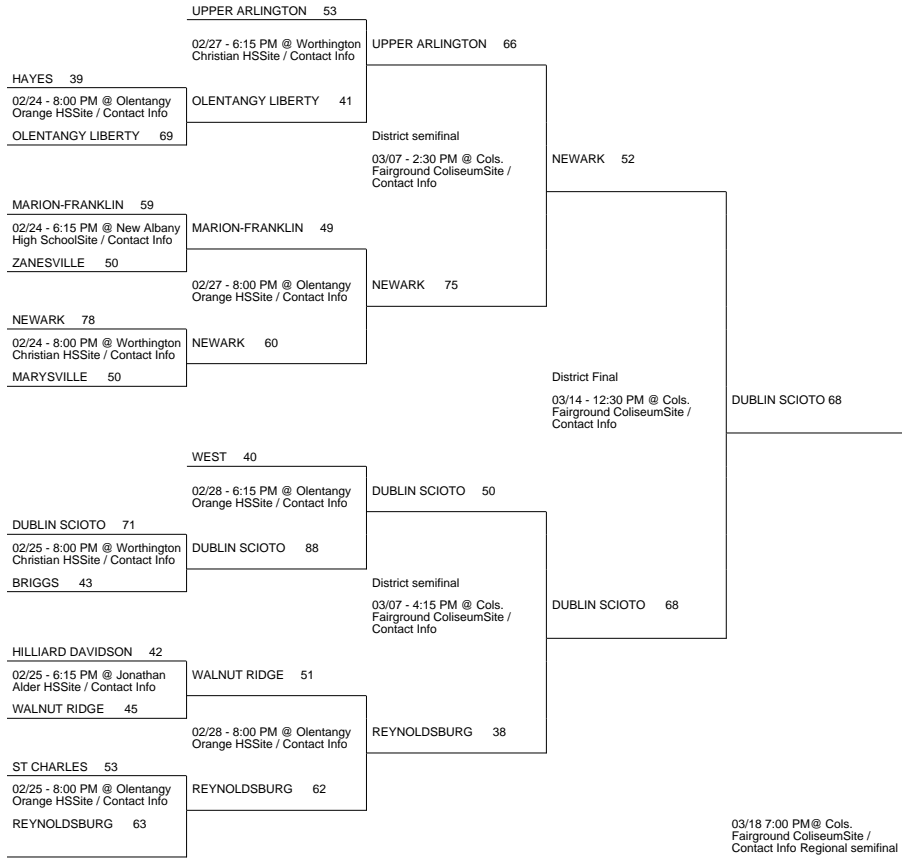 UPPER ARLINGTON 53
02/27 - 6:15 PM @ Worthington
Christian HSSite / Contact Info
UPPER ARLINGTON 66
HAYES 39
02/24 - 8:00 PM @ Olentangy
Orange HSSite / Contact Info
OLENTANGY LIBERTY 41
OLENTANGY LIBERTY 69
District semifinal
03/07 - 2:30 PM @ Cols.
Fairground ColiseumSite /
Contact Info
NEWARK 52
MARION-FRANKLIN 59
02/24 - 6:15 PM @ New Albany
High SchoolSite / Contact Info
MARION-FRANKLIN 49
ZANESVILLE 50
02/27 - 8:00 PM @ Olentangy
Orange HSSite / Contact Info
NEWARK 75
NEWARK 78
02/24 - 8:00 PM @ Worthington
Christian HSSite / Contact Info
NEWARK 60
MARYSVILLE 50
District Final
03/14 - 12:30 PM @ Cols.
Fairground ColiseumSite /
Contact Info
DUBLIN SCIOTO 68
WEST 40
02/28 - 6:15 PM @ Olentangy
Orange HSSite / Contact Info
DUBLIN SCIOTO 50
DUBLIN SCIOTO 71
02/25 - 8:00 PM @ Worthington
Christian HSSite / Contact Info
DUBLIN SCIOTO 88
BRIGGS 43
District semifinal
03/07 - 4:15 PM @ Cols.
Fairground ColiseumSite /
Contact Info
DUBLIN SCIOTO 68
HILLIARD DAVIDSON 42
02/25 - 6:15 PM @ Jonathan
Alder HSSite / Contact Info
WALNUT RIDGE 51
WALNUT RIDGE 45
02/28 - 8:00 PM @ Olentangy
Orange HSSite / Contact Info
REYNOLDSBURG 38
ST CHARLES 53
02/25 - 8:00 PM @ Olentangy
Orange HSSite / Contact Info
REYNOLDSBURG 62
REYNOLDSBURG 63
03/18 7:00 PM@ Cols.
Fairground ColiseumSite /
Contact Info Regional semifinal